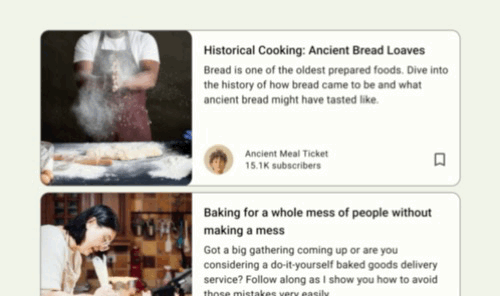 Historical Cooking: Ancient Bread Loaves
Bread is one of the oldest prepared foods. Dive into
the history of how bread came to be and what
ancient bread might have tasted like.
Ancient Meal Ticket
15.1K subscribers
Baking for a whole mess of people without
making a mess
Got a big gathering coming up or are you
considering a do-it-yourself baked goods delivery
service? Follow along as I show you how to avoid
those mistakes very easily